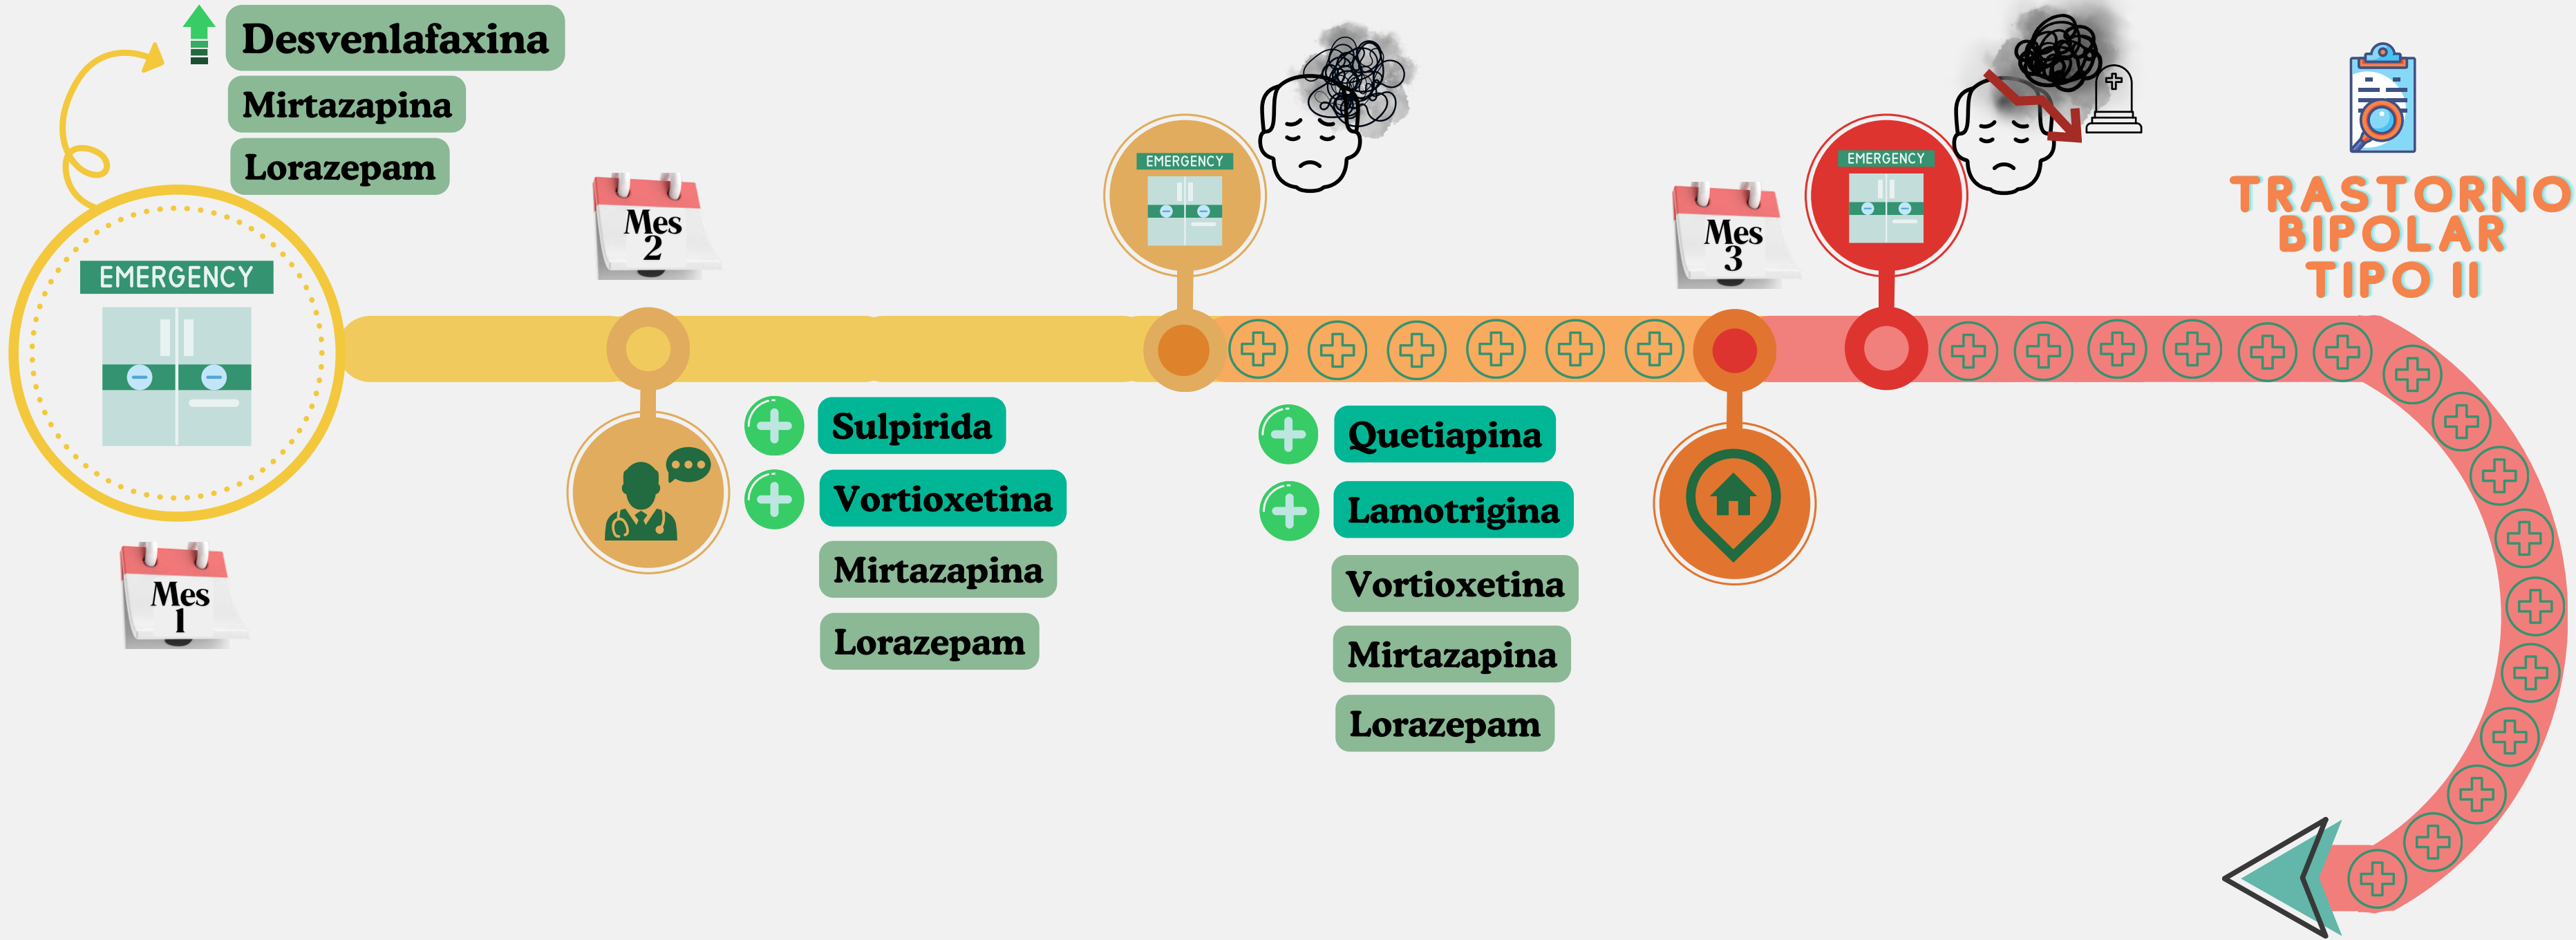 Desvenlafaxina
Mirtazapina
Lorazepam
EMERGENCY
Mes
1
Mes
2
Sulpirida
Vortioxetina
Mirtazapina
Lorazepam
EMERGENCY
Quetiapina
Lamotrigina
Vortioxetina
Mirtazapina
Lorazepam
Mes
3
EMERGENCY
TRASTORNO
BIPOLAR
TIPO II